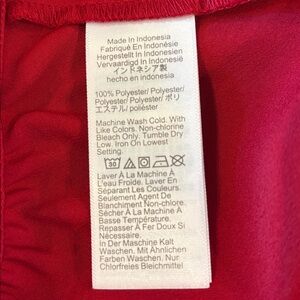 Made In Indonesia
Fabriqué En Indonésie
Hergestellt In Indonesien
Vervaardigd In Indonesië
インドネシア製
hecho en indonesia
100% Polyester/ Polyester/
Polyester/ Polyester/ ポリ
エステル/ poliéster
Machine Wash Cold. With
Like Colors. Non-chlorine
Bleach Only. Tumble Dry
Low. Iron On Lowest
Setting.
30
Laver À La Machine À
L'eau Froide. Laver En
Séparant Les Couleurs.
Seulement Agent De
Blanchiment Non-chlore.
Sécher À La Machine À
Basse Température.
Repasser À Fer Doux Si
Nécessaire.
In Der Maschine Kalt
Waschen. Mit Ähnlichen
Farben Waschen. Nur
Chlorfreies Bleichmittel